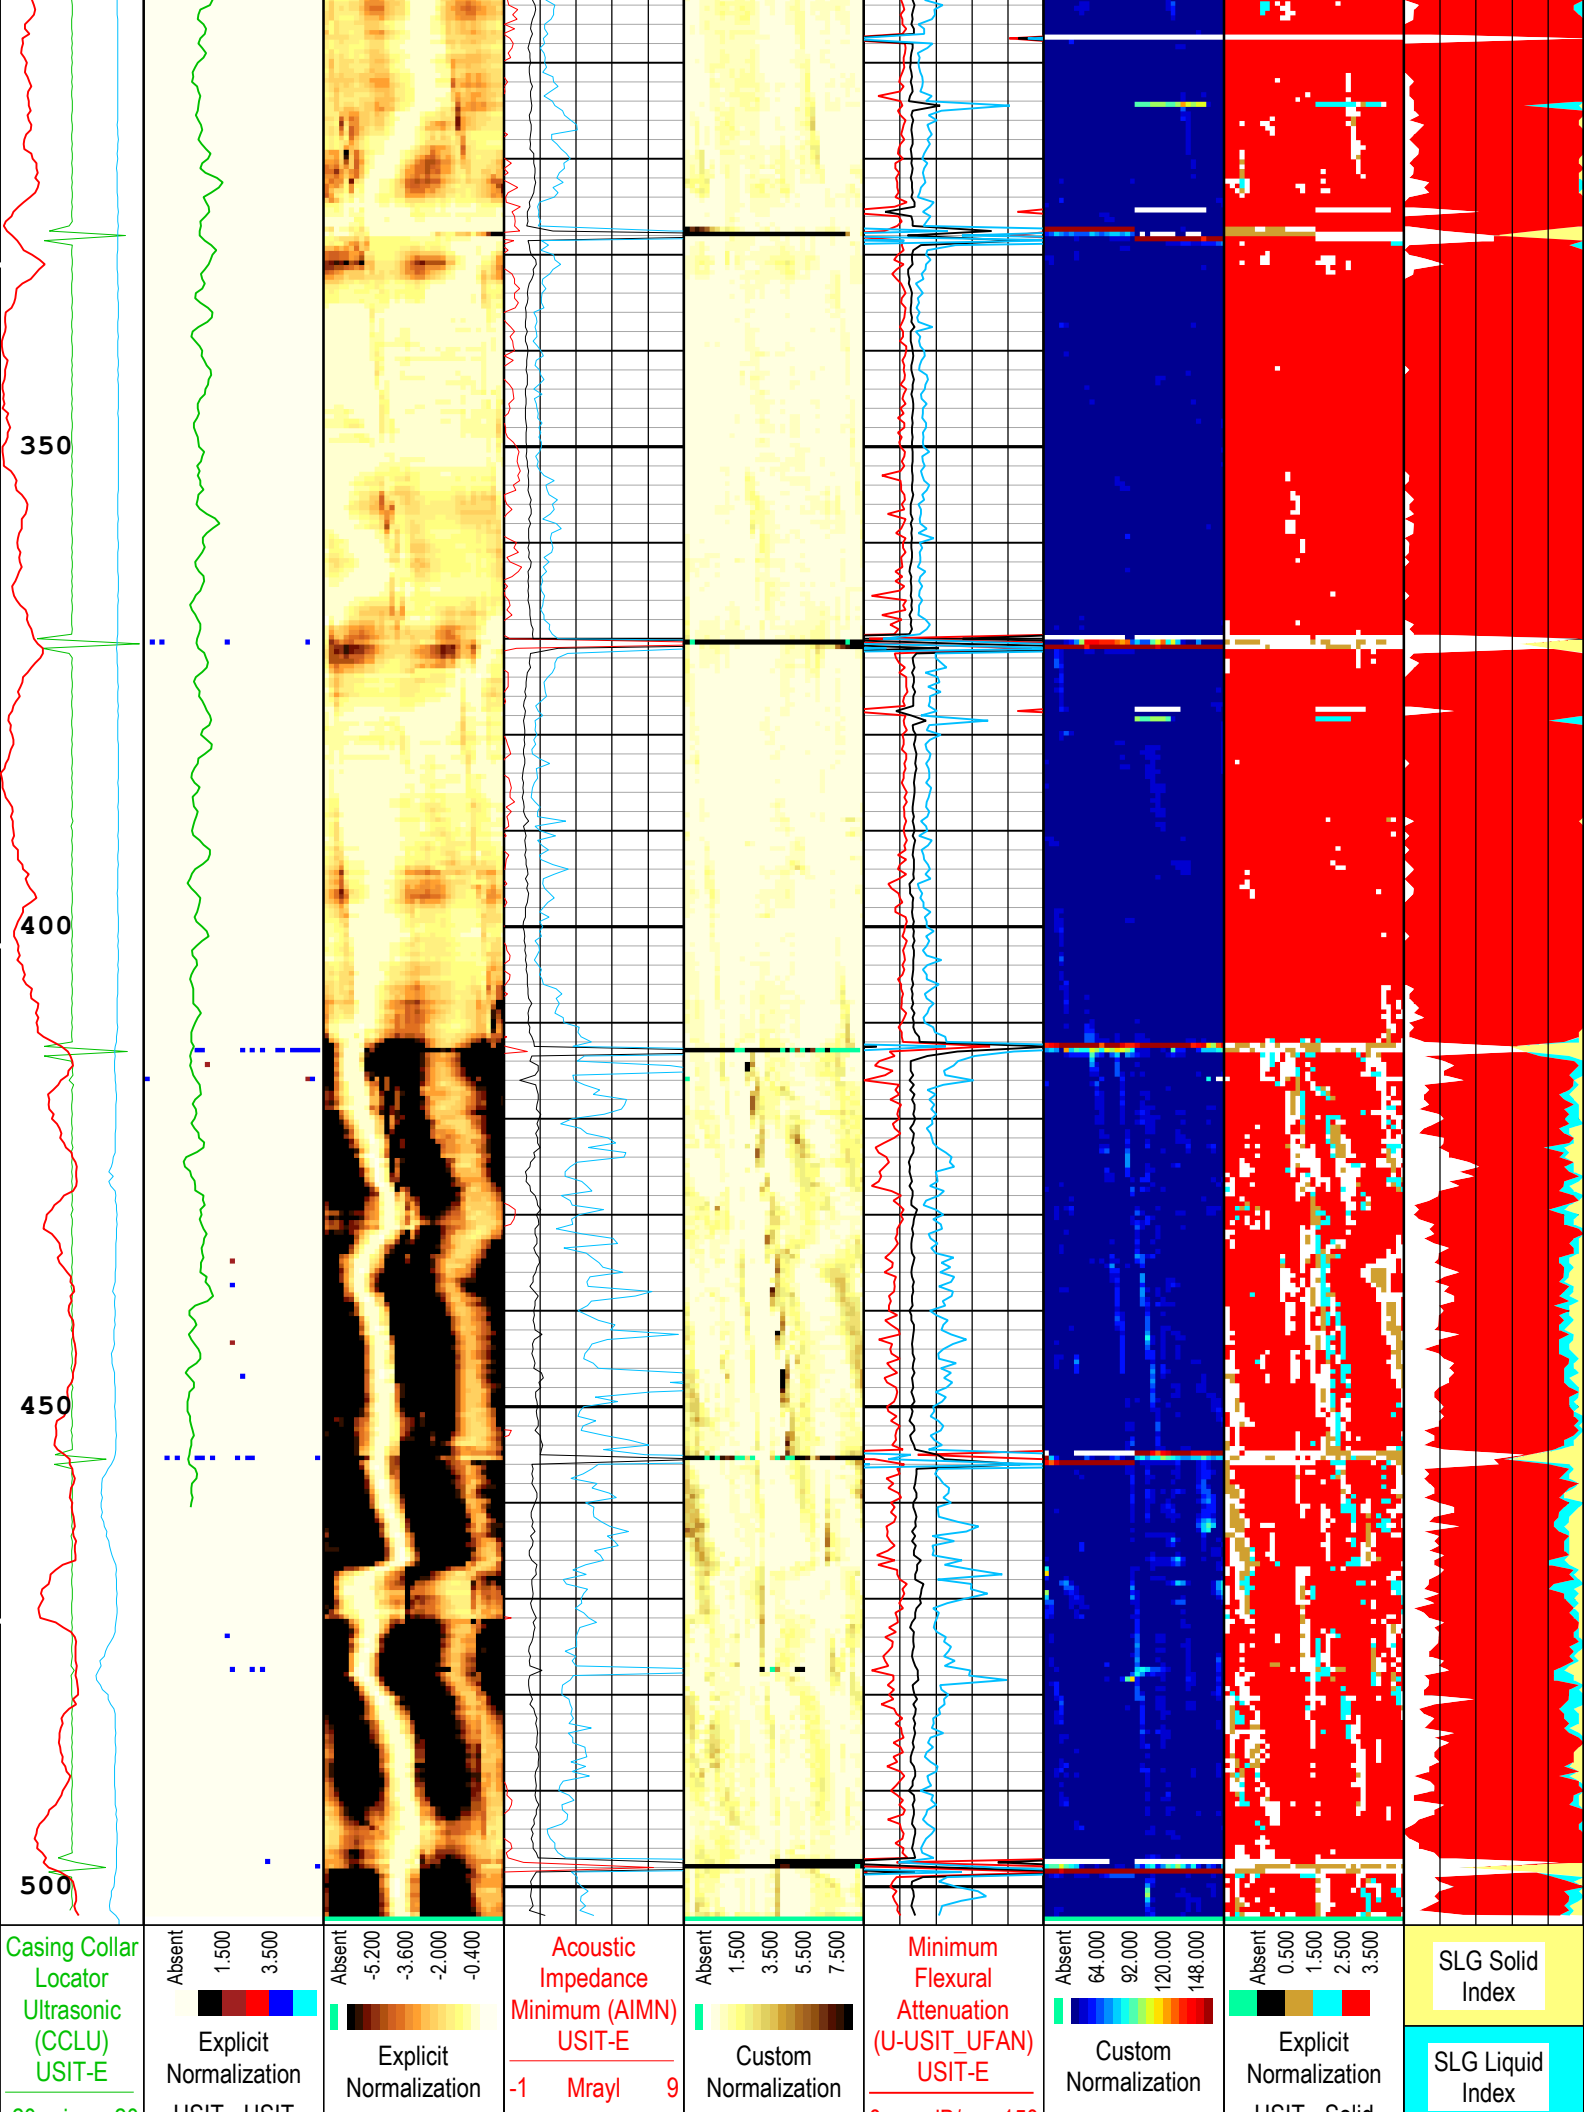 350
400
450
500
Casing Collar
Locator
Ultrasonic
(CCLU)
USIT-E
Absent
1.500
3.500
Explicit
Normalization
Absent
-5.200
-3.600
-2.000
-0.400
Explicit
Normalization
Acoustic
Impedance
Minimum (AIMN)
USIT-E
-1 Mrayl 9
Absent
1.500
3.500
5.500
7.500
Custom
Normalization
Minimum
Flexural
Attenuation
(U-USIT_UFAN)
USIT-E
Absent
64.000
92.000
120.000
148.000
Custom
Normalization
Absent
0.500
1.500
2.500
3.500
Explicit
Normalization
SLG Solid
Index
SLG Liquid
Index